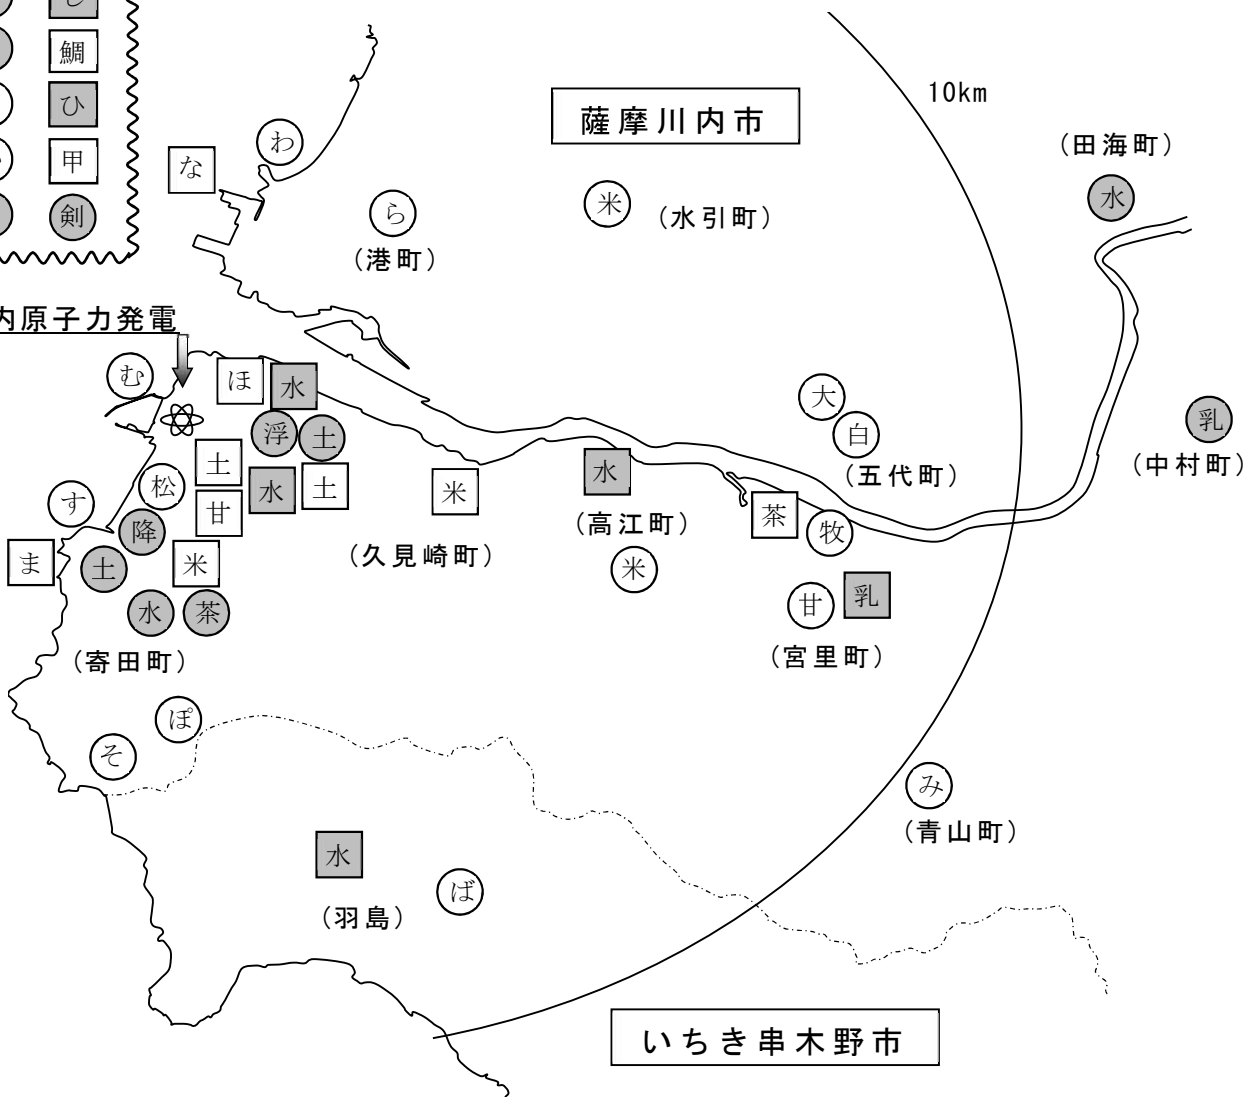 鯛
ひ
甲
剣
10km
薩摩川内市
(田海町)
わ
な
水
米
(水引町)
ら
(港町)
内原子力発電
む
ほ
水
大
乳
浮
土
白
(中村町)
土
(五代町)
水
土
米
水
松
す
甘
茶
(高江町)
降
牧
(久見崎町)
ま
土
米
米
乳
甘
水
茶
(宮里町)
(寄田町)
ぽ
そ
み
(青山町)
水
ば
(羽島)
いちき串木野市